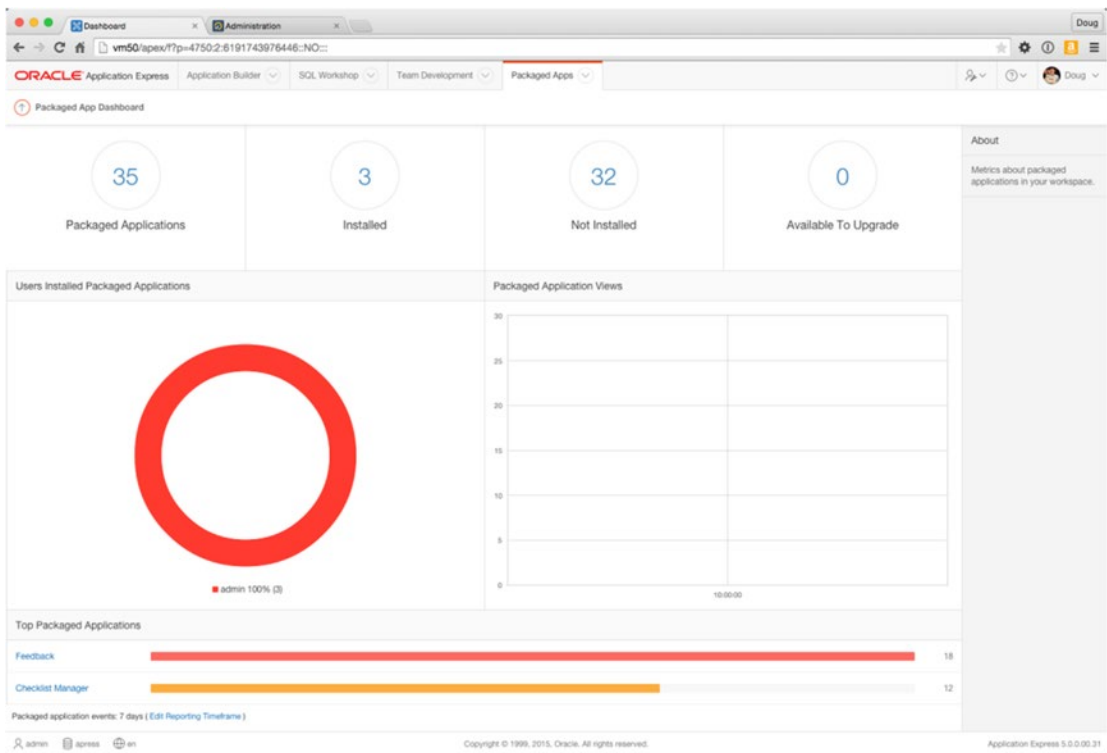 Dashboard
Administration
Doug
vm50/apex/f?p=4750:2:6191743976446::NO:::
ORACLE Application Express
Application Builder
SQL Workshop
Team Development
Packaged Apps
Doug
Packaged App Dashboard
35
Packaged Applications
3
Installed
32
Not Installed
0
Available To Upgrade
About
Metrics about packaged
applications in your workspace.
Users Installed Packaged Applications
admin 100% (3)
Packaged Application Views
30
25
20
15
10
5
0
10:00:00
Top Packaged Applications
Feedback 18
Checklist Manager 12
Packaged application events: 7 days ( Edit Reporting Timeframe )
admin apress en
Copyright © 1999, 2015, Oracle. All rights reserved.
Application Express 5.0.0.00.31